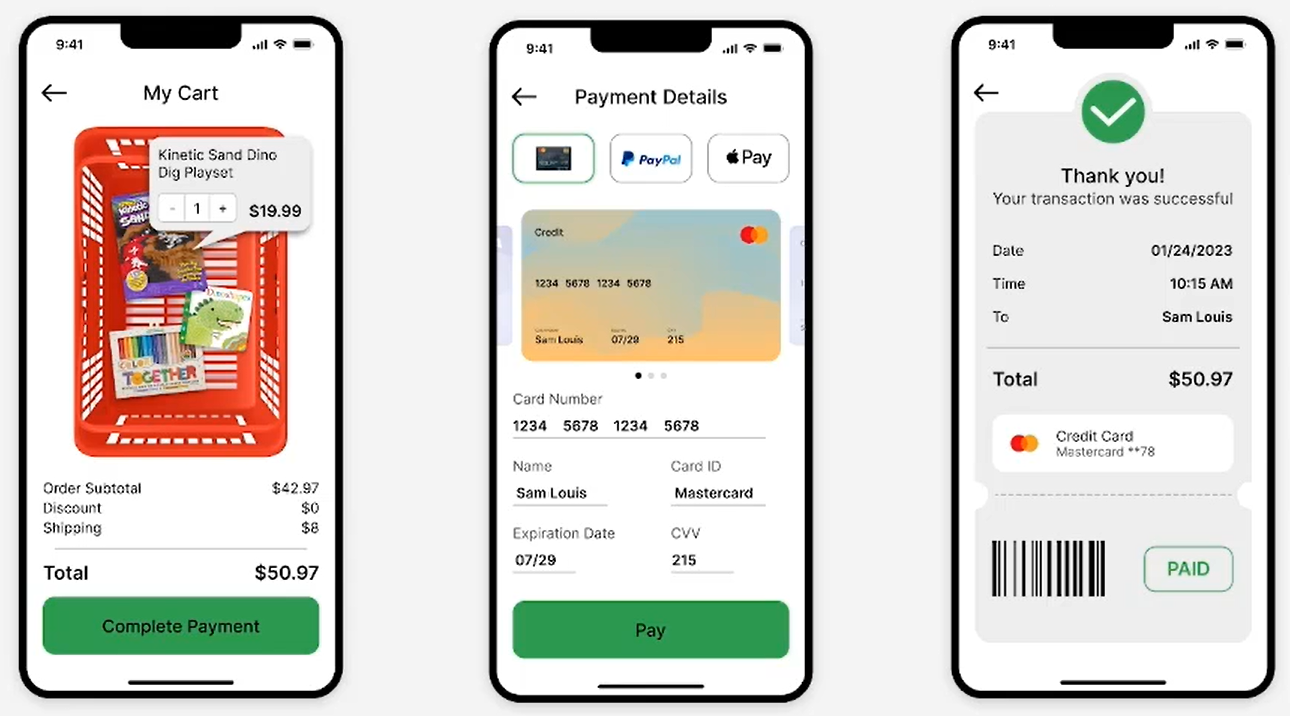 9:41
My Cart
Kinetic Sand Dino
Dig Playset
- 1 + $19.99
Kinetic
SAND
Dinoshapes
COLOR
TOGETHER
Order Subtotal $42.97
Discount $0
Shipping $8
Total $50.97
Complete Payment
9:41
Payment Details
PayPal
Pay
Credit
1234 5678 1234 5678
Sam Louis 07/29 215
Card Number
1234 5678 1234 5678
Name Card ID
Sam Louis Mastercard
Expiration Date CVV
07/29 215
Pay
9:41
Thank you!
Your transaction was successful
Date 01/24/2023
Time 10:15 AM
To Sam Louis
Total $50.97
Credit Card
Mastercard **78
PAID